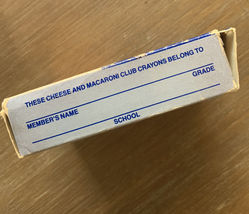 THESE CHEESE AND MACARONI CLUB CRAYONS BELONG TO
GRADE
MEMBER'S NAME
SCHOOL